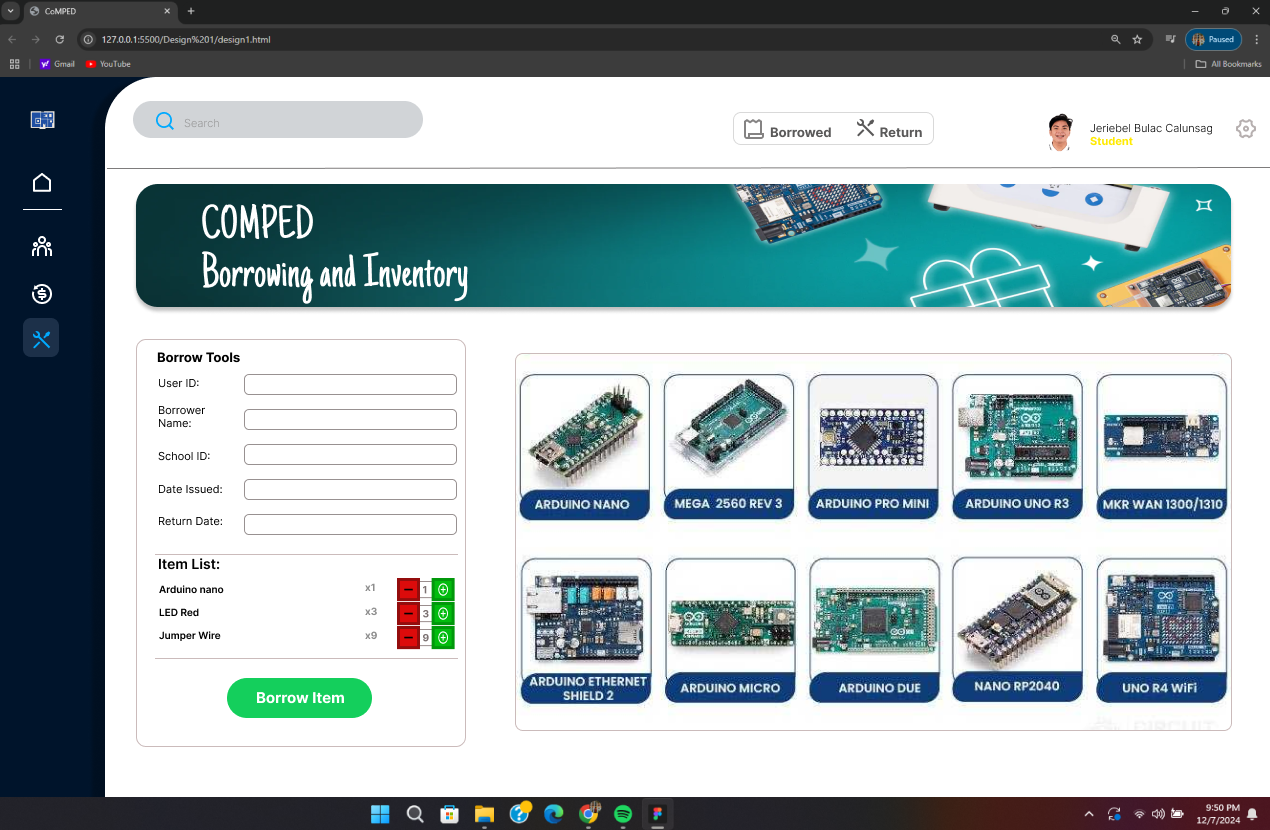 CoMPED
127.0.0.1:5500/Design%201/design1.html
Paused
Gmail
YouTube
All Bookmarks
Search
Borrowed
Return
Jeriebel Bulac Calunsag
Student
COMPED
Borrowing and Inventory
Borrow Tools
User ID:
Borrower
Name:
School ID:
Date Issued:
Return Date:
Item List:
Arduino nano x1 1
LED Red x3 3
Jumper Wire x9 9
Borrow Item
ARDUINO NANO
MEGA 2560 REV 3
ARDUINO PRO MINI
ARDUINO UNO R3
MKR WAN 1300/1310
ARDUINO ETHERNET
SHIELD 2
ARDUINO MICRO
ARDUINO DUE
NANO RP2040
UNO R4 WiFi
CIRCUIT
9:50 PM
12/7/2024